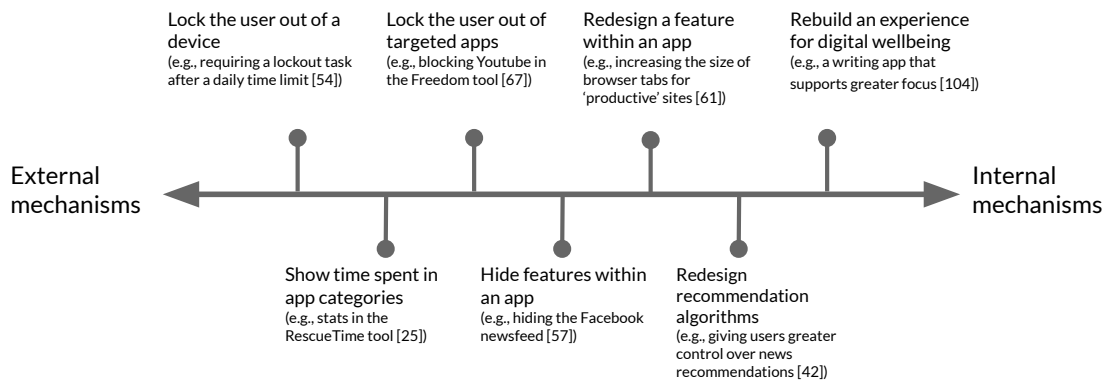 Lock the user out of a
device
(e.g., requiring a lockout task
after a daily time limit [54])
Lock the user out of
targeted apps
(e.g., blocking Youtube in
the Freedom tool [67])
Redesign a feature
within an app
(e.g., increasing the size of
browser tabs for
‘productive’ sites [61])
Rebuild an experience
for digital wellbeing
(e.g., a writing app that
supports greater focus [104])
External
mechanisms
Internal
mechanisms
Show time spent in
app categories
(e.g., stats in the
RescueTime tool [25])
Hide features within
an app
(e.g., hiding the Facebook
newsfeed [57])
Redesign
recommendation
algorithms
(e.g., giving users greater
control over news
recommendations [42])